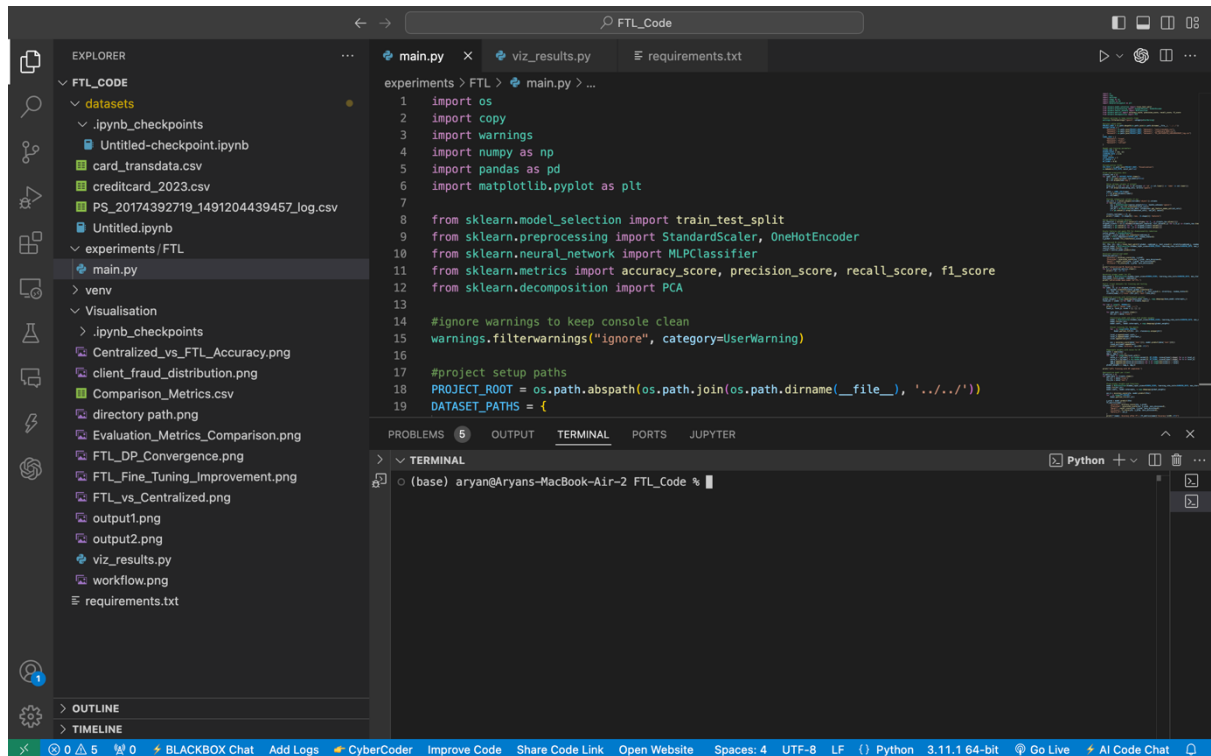 FTL_Code
EXPLORER
FTL_CODE
datasets
.ipynb_checkpoints
Untitled-checkpoint.ipynb
card_transdata.csv
creditcard_2023.csv
PS_20174392719_1491204439457_log.csv
Untitled.ipynb
experiments/FTL
main.py
venv
Visualisation
.ipynb_checkpoints
Centralized_vs_FTL_Accuracy.png
client_fraud_distribution.png
Comparison_Metrics.csv
directory path.png
Evaluation_Metrics_Comparison.png
FTL_DP_Convergence.png
FTL_Fine_Tuning_Improvement.png
FTL_vs_Centralized.png
output1.png
output2.png
viz_results.py
workflow.png
requirements.txt
OUTLINE
TIMELINE
main.py viz_results.py requirements.txt
experiments > FTL > main.py > ...
1 import os
2 import copy
3 import warnings
4 import numpy as np
5 import pandas as pd
6 import matplotlib.pyplot as plt
7
8 from sklearn.model_selection import train_test_split
9 from sklearn.preprocessing import StandardScaler, OneHotEncoder
10 from sklearn.neural_network import MLPClassifier
11 from sklearn.metrics import accuracy_score, precision_score, recall_score, f1_score
12 from sklearn.decomposition import PCA
13
14 #ignore warnings to keep console clean
15 warnings.filterwarnings("ignore", category=UserWarning)
16
17 #project setup paths
18 PROJECT_ROOT = os.path.abspath(os.path.join(os.path.dirname(__file__), '../../'))
19 DATASET_PATHS = {
PROBLEMS 5 OUTPUT TERMINAL PORTS JUPYTER
TERMINAL Python
(base) aryan@Aryans-MacBook-Air-2 FTL_Code %
1
0 5 0 BLACKBOX Chat Add Logs CyberCoder Improve Code Share Code Link Open Website Spaces: 4 UTF-8 LF {} Python 3.11.1 64-bit Go Live AI Code Chat